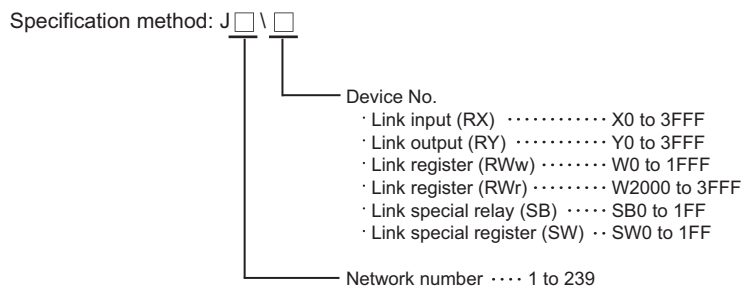 Specification method: J□\□
Device No.
· Link input (RX) ············ X0 to 3FFF
· Link output (RY) ··········· Y0 to 3FFF
· Link register (RWw) ········ W0 to 1FFF
· Link register (RWr) ········· W2000 to 3FFF
· Link special relay (SB) ····· SB0 to 1FF
· Link special register (SW) ·· SW0 to 1FF
Network number ···· 1 to 239